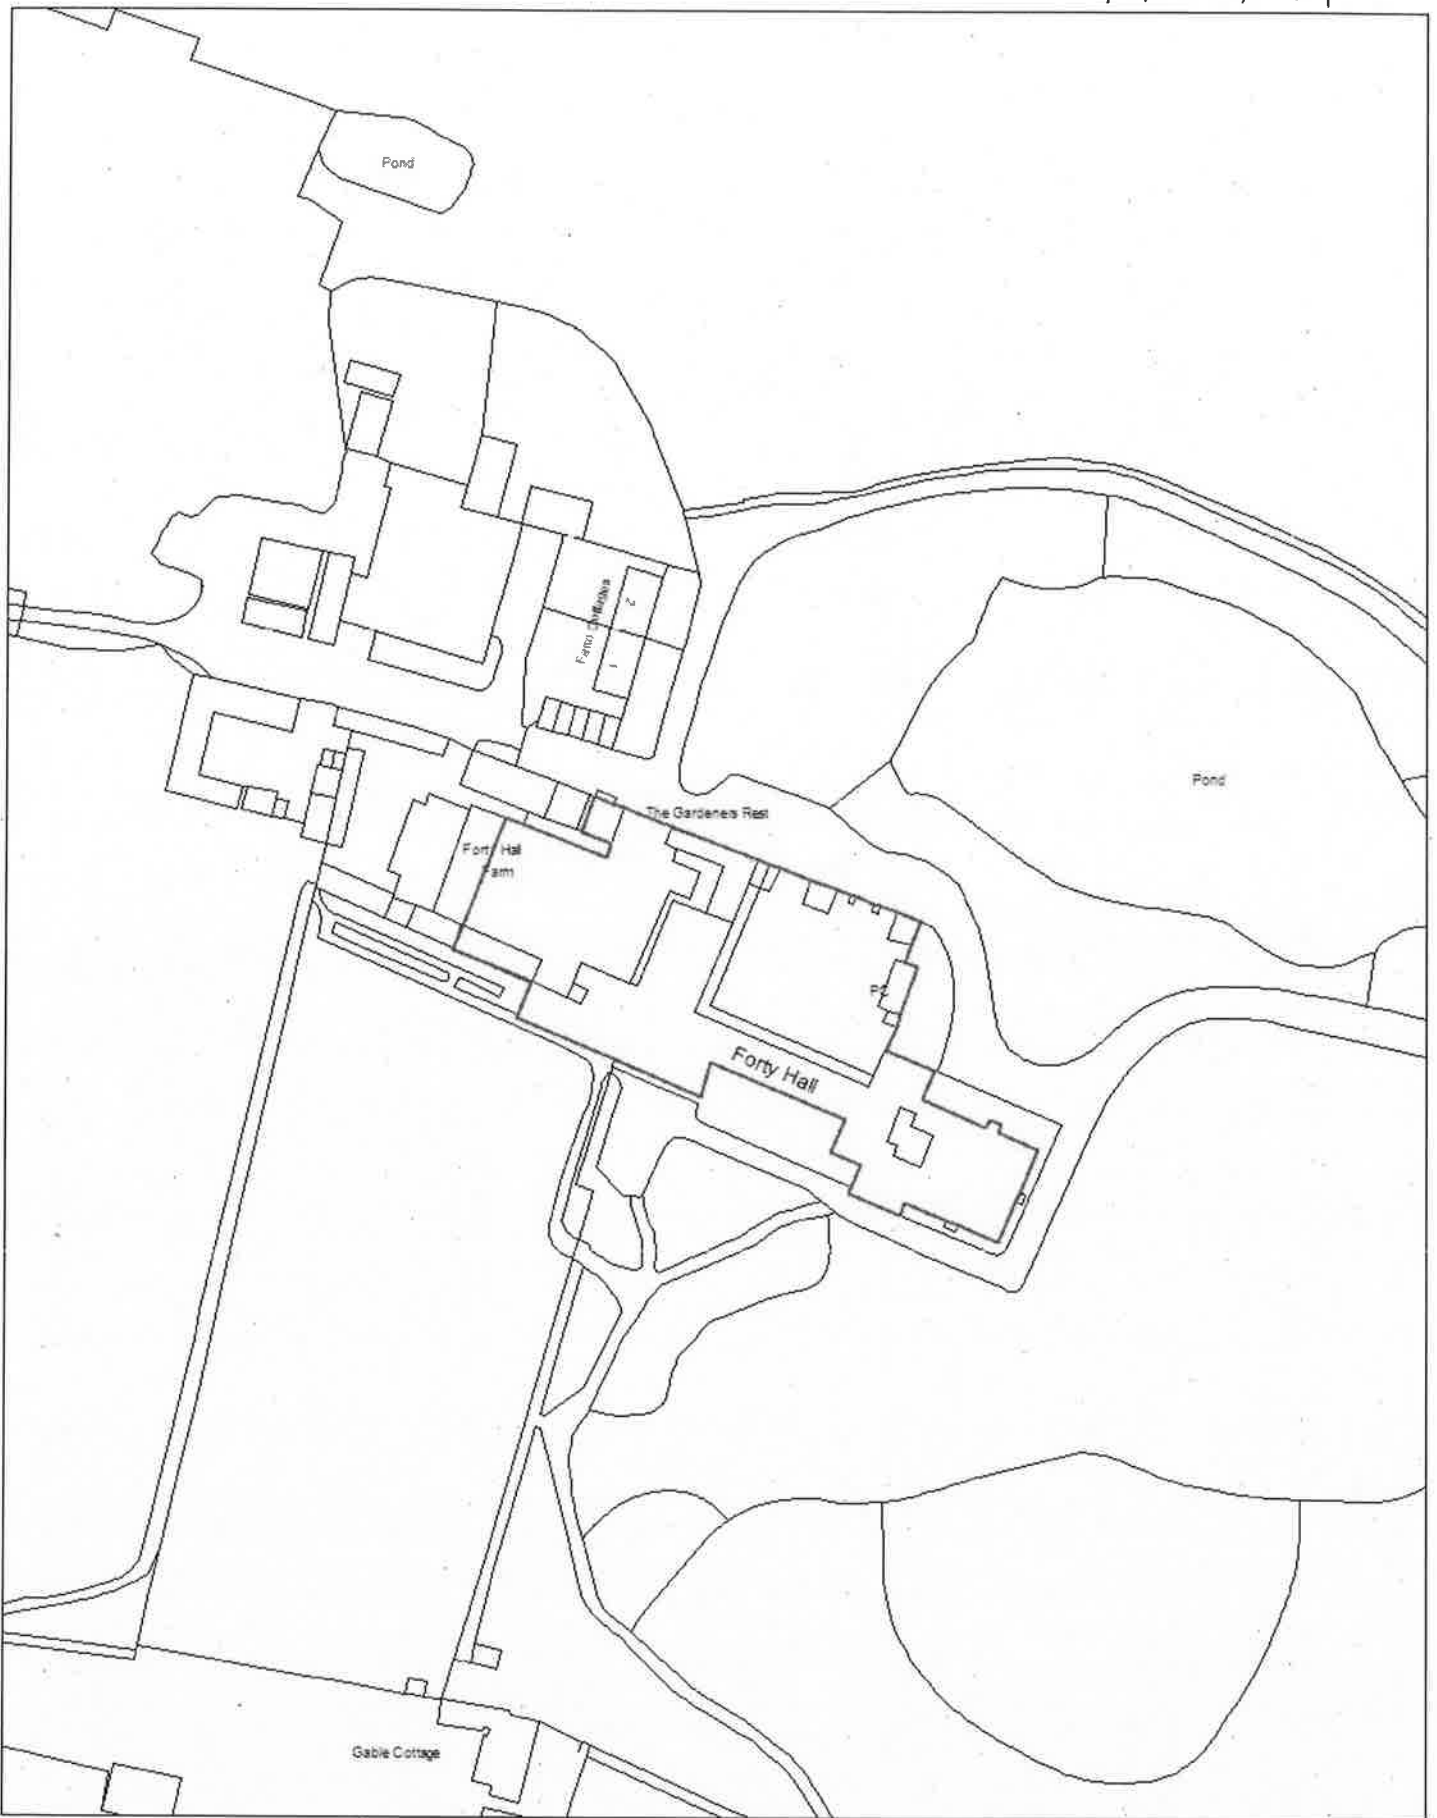 Pond
2
1
Farm Cottages
Pond
The Gardeners Rest
Forty Hall
Farm
PC
Forty Hall
Gable Cottage